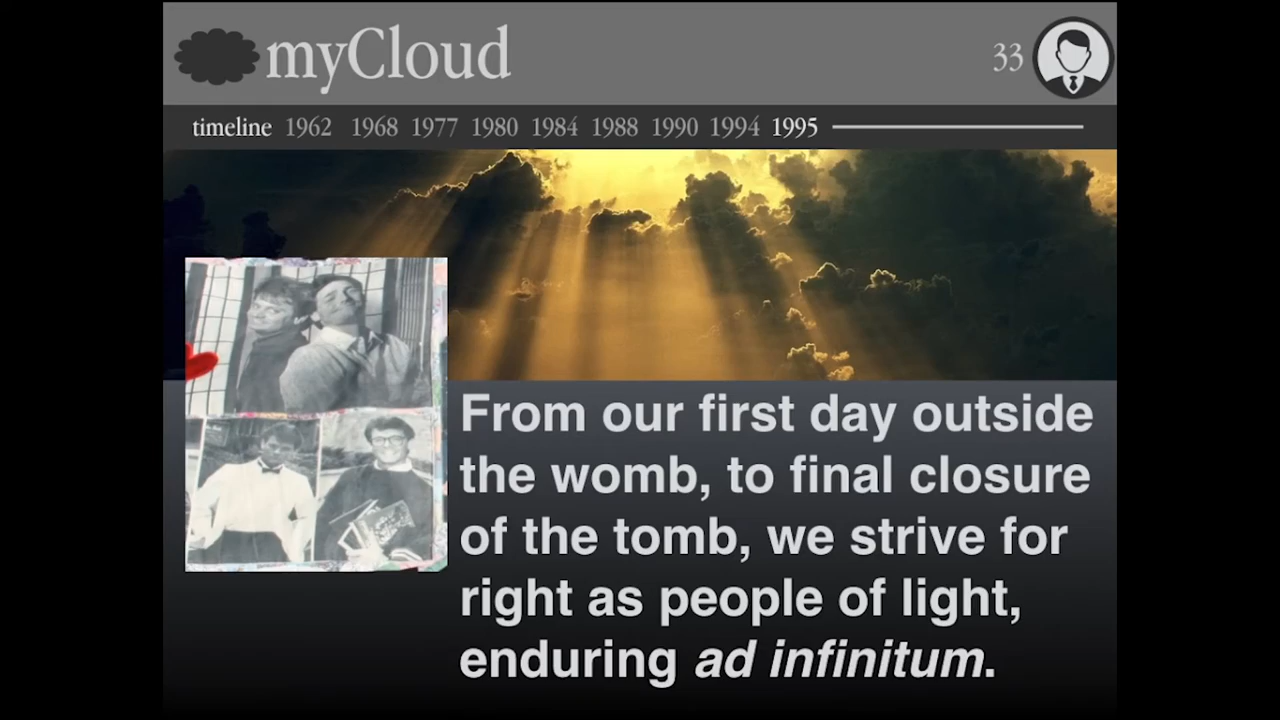 myCloud
33
timeline 1962 1968 1977 1980 1984 1988 1990 1994 1995
From our first day outside
the womb, to final closure
of the tomb, we strive for
right as people of light,
enduring ad infinitum.